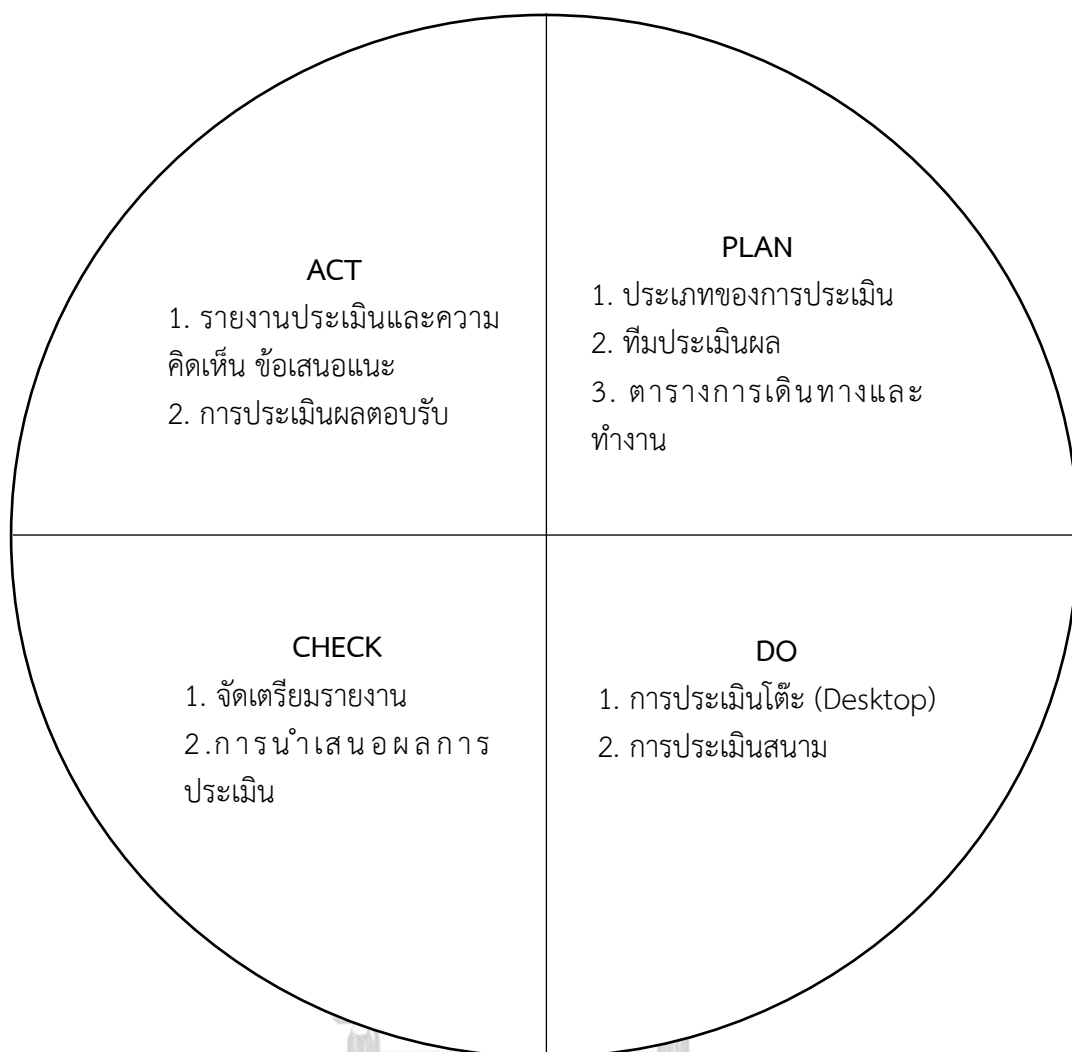 ACT
1. รายงานประเมินและความ
คิดเห็น ข้อเสนอแนะ
2. การประเมินผลตอบรับ
PLAN
1. ประเภทของการประเมิน
2. ทีมประเมินผล
3. ตารางการเดินทางและ
ทำงาน
CHECK
1. จัดเตรียมรายงาน
2.การนำเสนอผลการ
ประเมิน
DO
1. การประเมินโต๊ะ (Desktop)
2. การประเมินสนาม